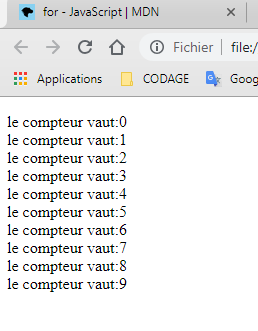 for - JavaScript | MDN
Fichier | file:/
Applications CODAGE Goog
le compteur vaut:0
le compteur vaut:1
le compteur vaut:2
le compteur vaut:3
le compteur vaut:4
le compteur vaut:5
le compteur vaut:6
le compteur vaut:7
le compteur vaut:8
le compteur vaut:9